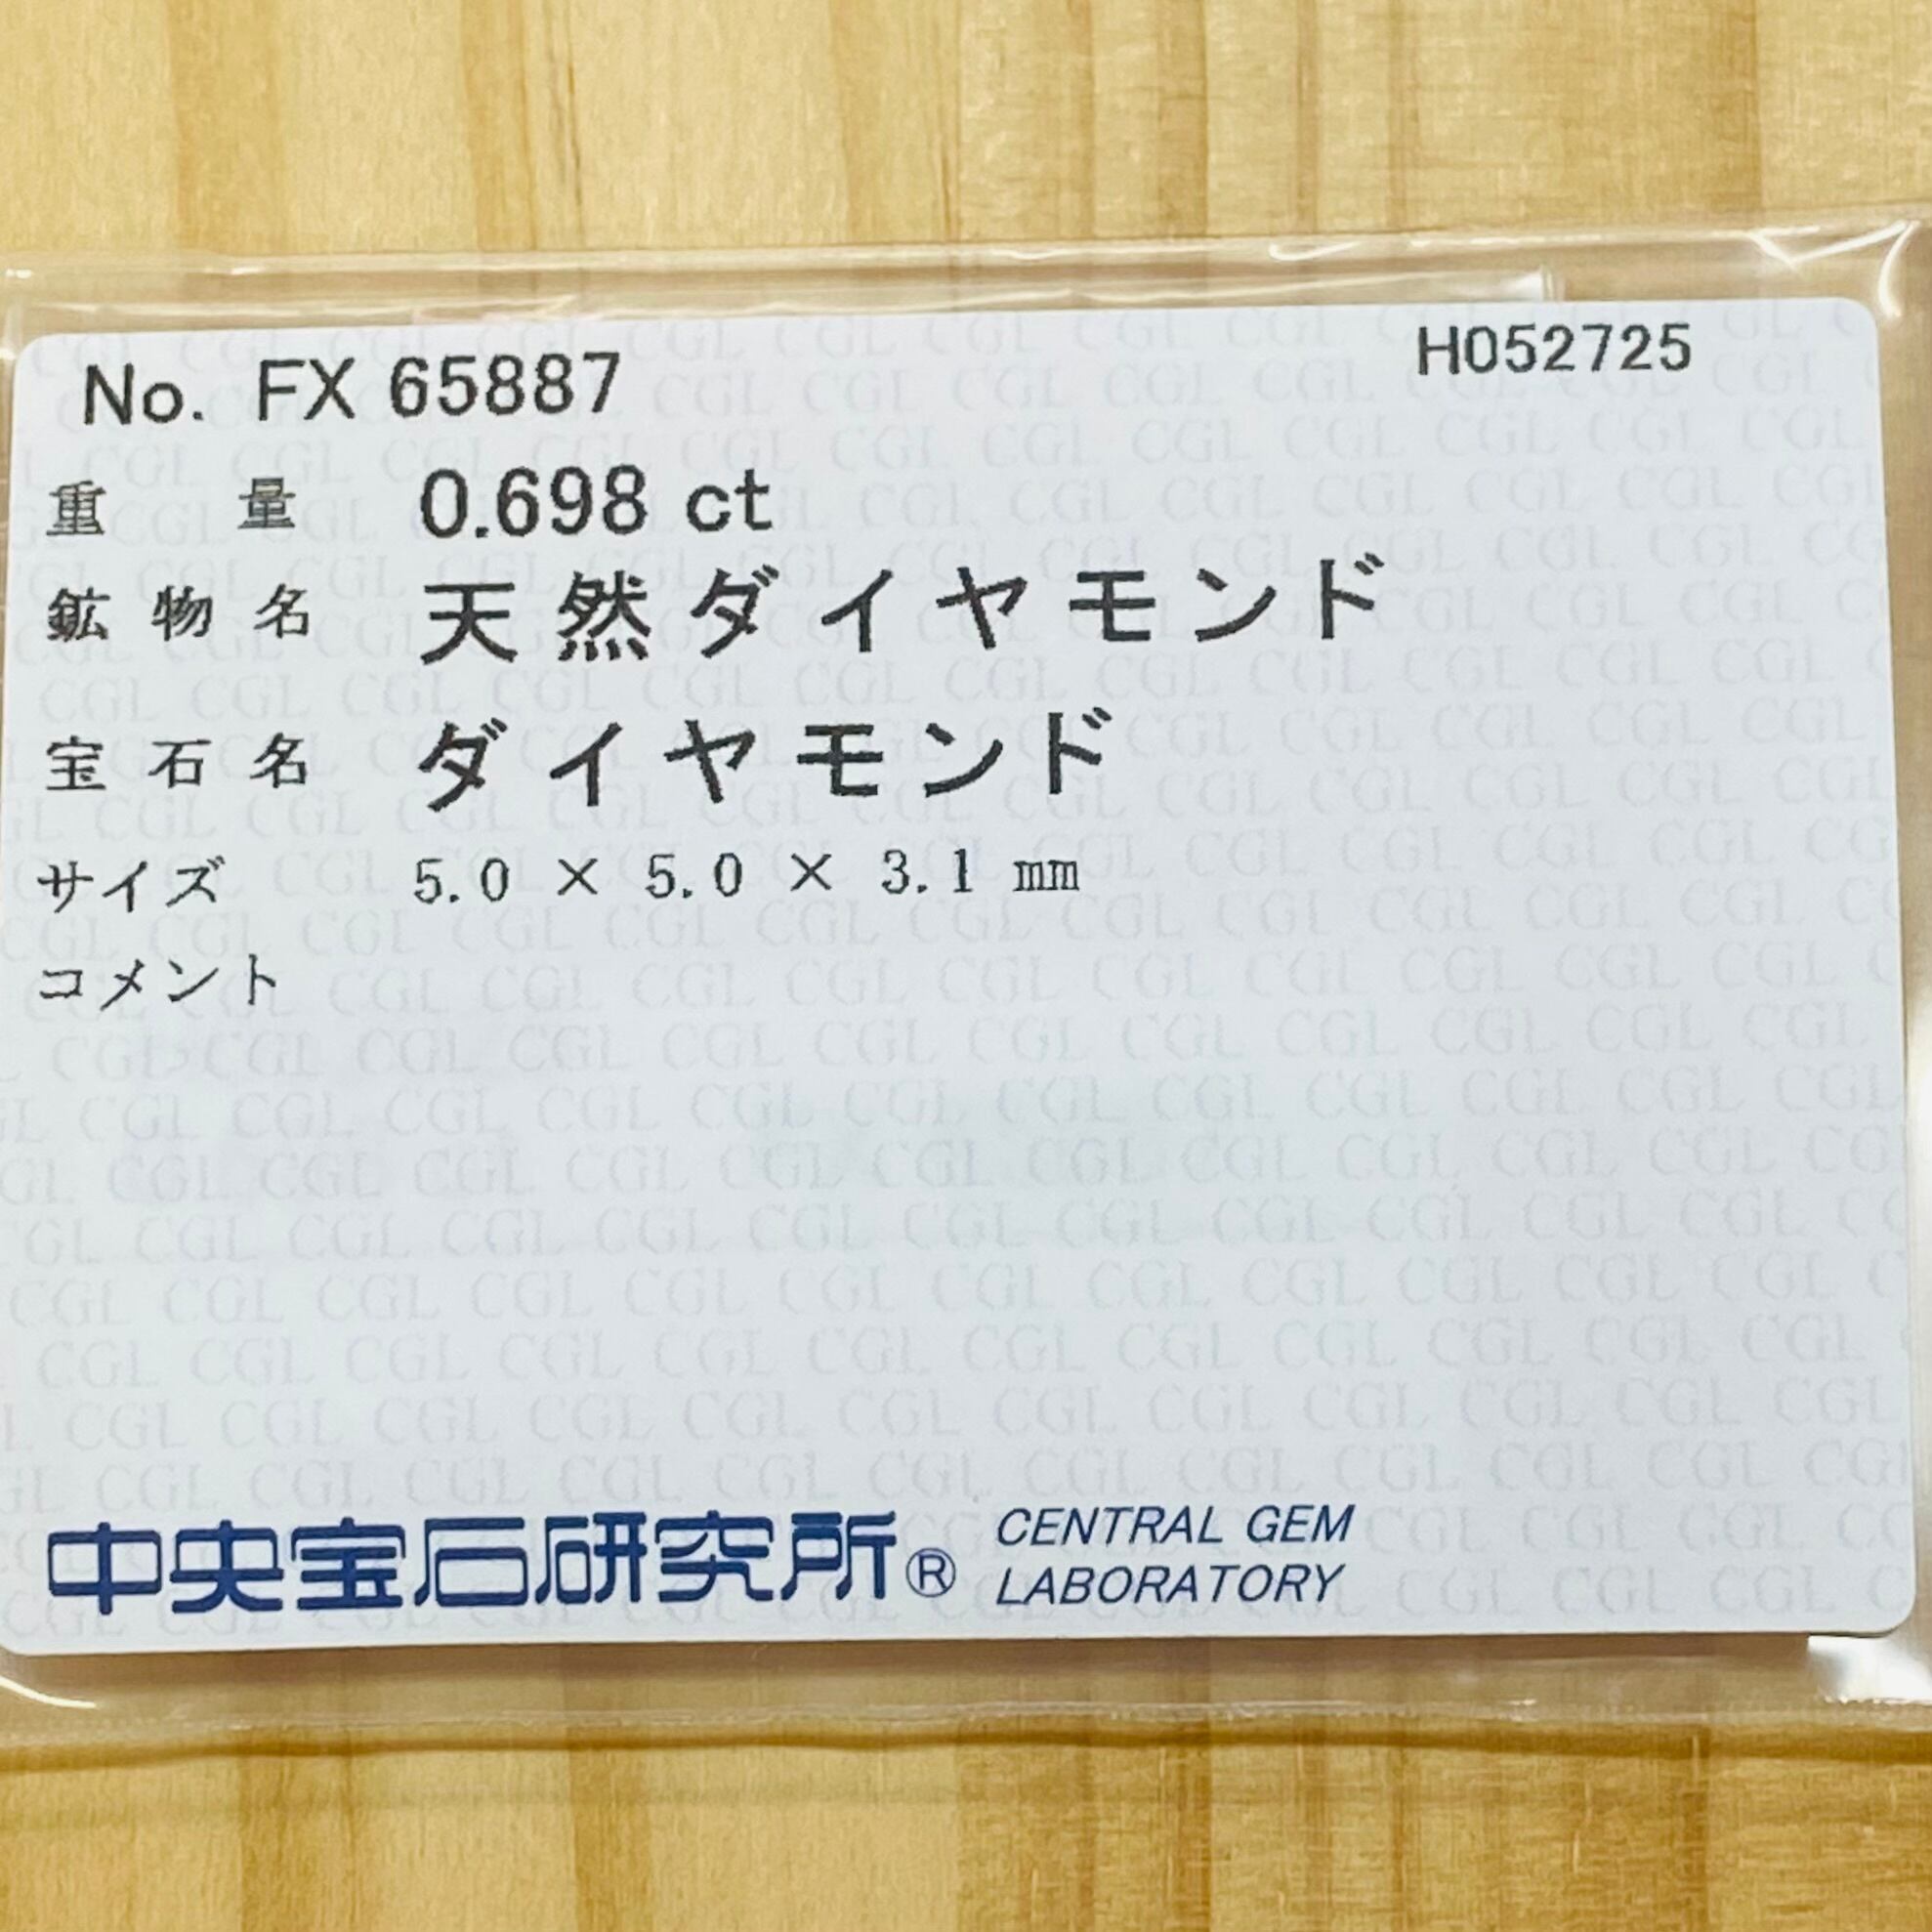 No. FX 65887
H052725
重量 0.698 ct
鉱物名 天然ダイヤモンド
宝石名 ダイヤモンド
サイズ 5.0 × 5.0 × 3.1 mm
コメント
中央宝石研究所® CENTRAL GEM
LABORATORY